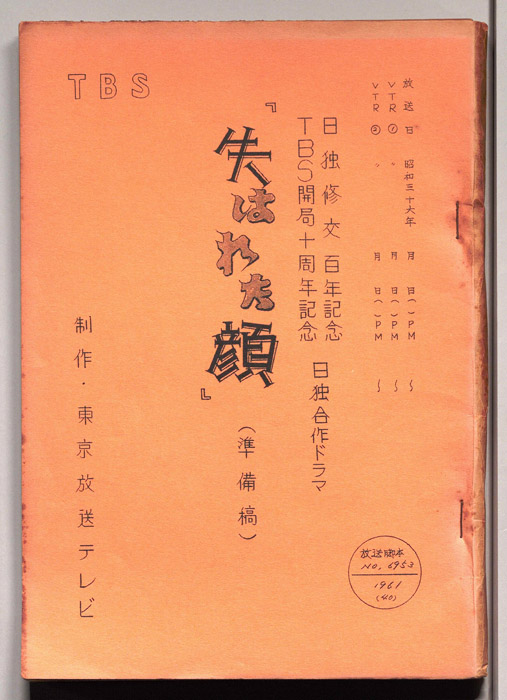 TBS
放送日 昭和三十六年 月 日( )PM 〜
VTR① 〃 月 日( )PM 〜
VTR② 〃 月 日( )PM 〜
日独修交百年記念
TBS開局十周年記念 日独合作ドラマ
『失はれた顔』
(準備稿)
制作・東京放送テレビ
放送脚本
NO. 6953
1961
(40)